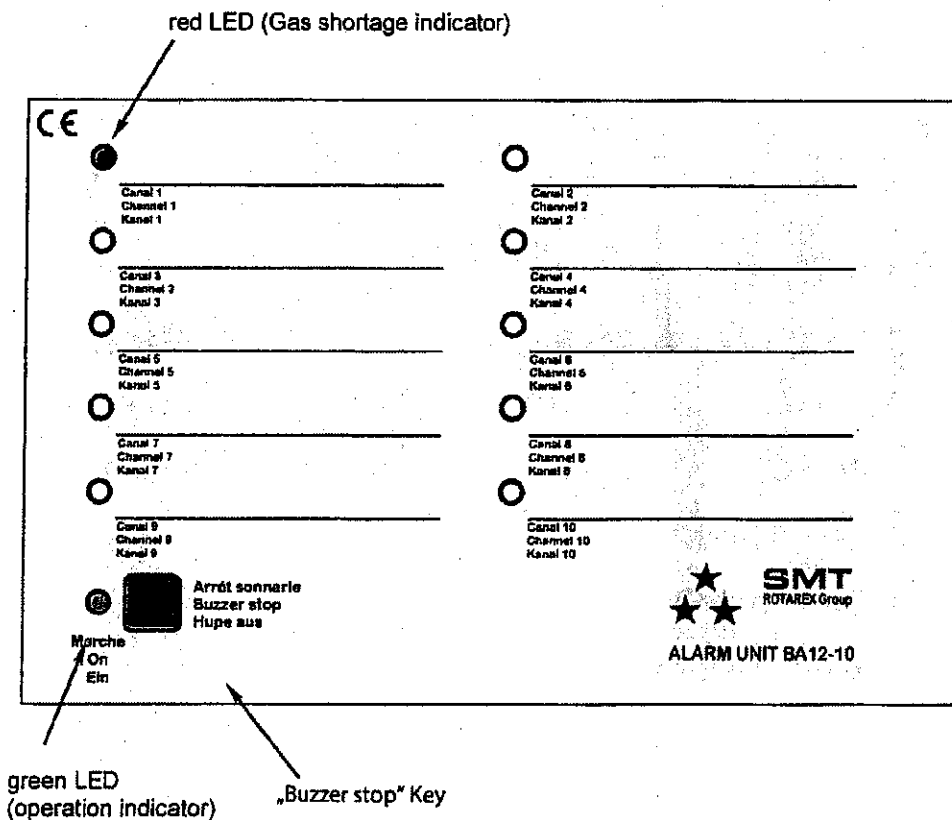 red LED (Gas shortage indicator)
CE
Canal 1
Channel 1
Kanal 1
Canal 2
Channel 2
Kanal 2
Canal 3
Channel 3
Kanal 3
Canal 4
Channel 4
Kanal 4
Canal 5
Channel 5
Kanal 5
Canal 6
Channel 6
Kanal 6
Canal 7
Channel 7
Kanal 7
Canal 8
Channel 8
Kanal 8
Canal 9
Channel 9
Kanal 9
Canal 10
Channel 10
Kanal 10
Arrêt sonnarie
Buzzer stop
Hupe aus
Marche
On
Ein
SMT
ROTAREX Group
ALARM UNIT BA12-10
green LED
(operation indicator)
„Buzzer stop" Key